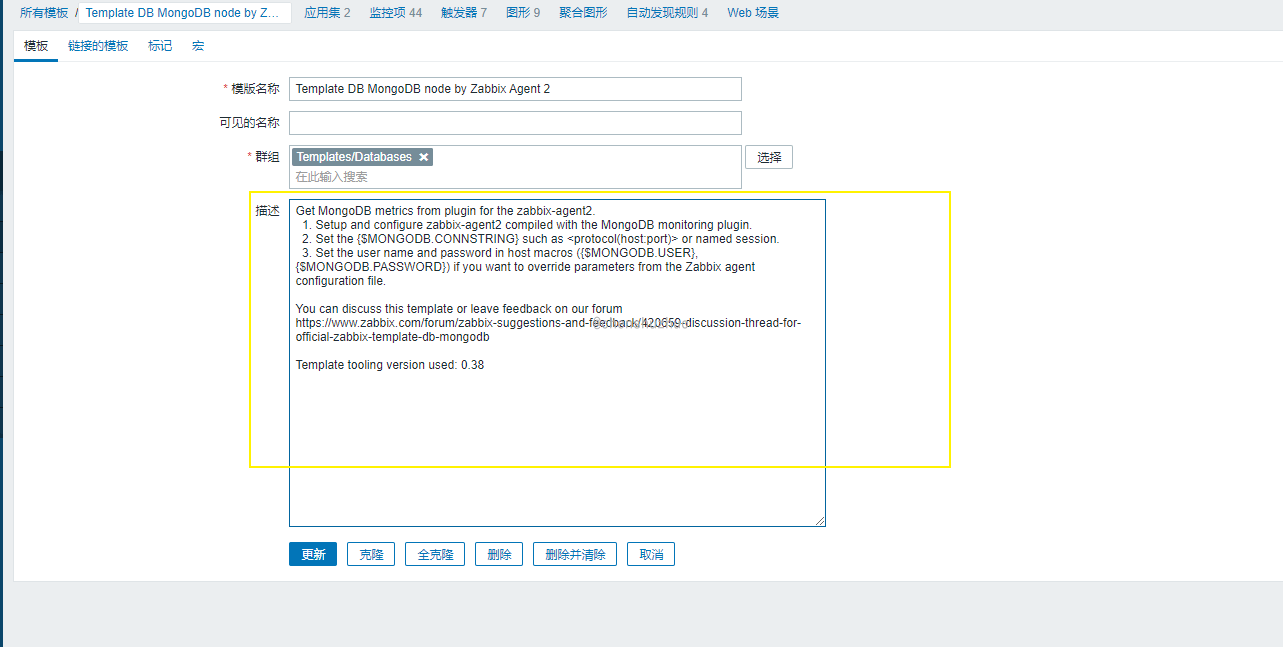 所有模板 / Template DB MongoDB node by Z... 应用集 2 监控项 44 触发器 7 图形 9 聚合图形 自动发现规则 4 Web 场景
模板 链接的模板 标记 宏
* 模版名称 Template DB MongoDB node by Zabbix Agent 2
可见的名称
* 群组 Templates/Databases ✖ 选择
在此输入搜索
描述 Get MongoDB metrics from plugin for the zabbix-agent2.
1. Setup and configure zabbix-agent2 compiled with the MongoDB monitoring plugin.
2. Set the {$MONGODB.CONNSTRING} such as <protocol(host:port)> or named session.
3. Set the user name and password in host macros ({$MONGODB.USER},
{$MONGODB.PASSWORD}) if you want to override parameters from the Zabbix agent
configuration file.
You can discuss this template or leave feedback on our forum
https://www.zabbix.com/forum/zabbix-suggestions-and-feedback/420659-discussion-thread-for-
official-zabbix-template-db-mongodb
Template tooling version used: 0.38
更新 克隆 全克隆 删除 删除并清除 取消